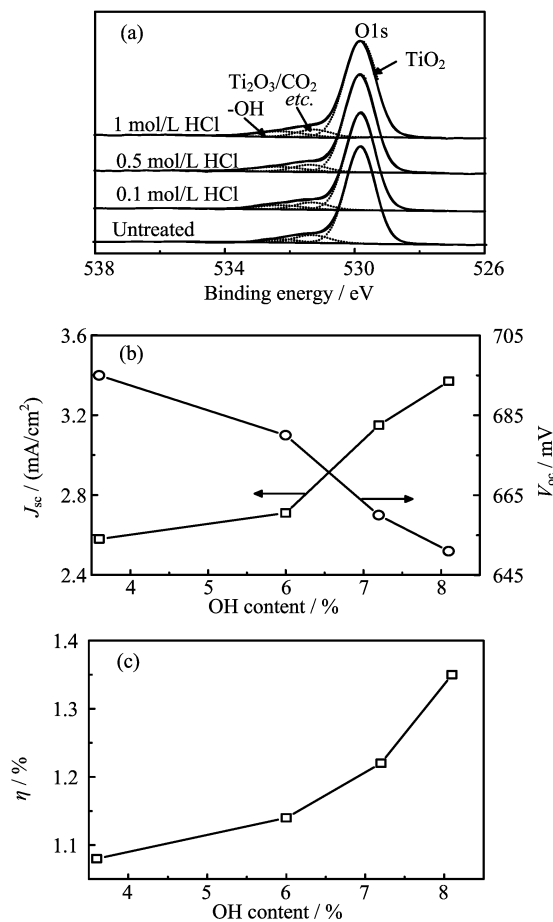 (a)
O1s
TiO2
Ti2O3/CO2
etc.
-OH
1 mol/L HCl
0.5 mol/L HCl
0.1 mol/L HCl
Untreated
538 534 530 526
Binding energy / eV
(b)
3.6 705
3.2 685
2.8 665
2.4 645
Jsc / (mA/cm2)
Voc / mV
4 5 6 7 8
OH content / %
(c)
1.4
1.3
1.2
1.1
η / %
4 5 6 7 8
OH content / %